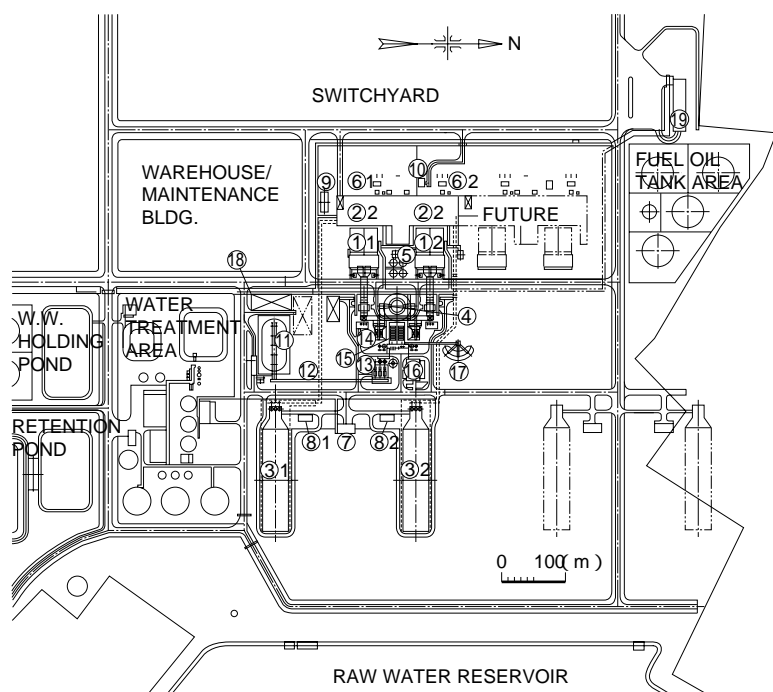 N
SWITCHYARD
⑲
WAREHOUSE/
MAINTENANCE
BLDG.
FUEL OIL
TANK AREA
⑥1
⑩
⑥2
⑨
②2
②2
FUTURE
①1
①2
⑤
⑱
W.W.
HOLDING
POND
WATER
TREATMENT
AREA
④
⑪
⑭
⑮
⑬
⑫
⑯
⑰
RETENTION
POND
⑧1
⑦
⑧2
③1
③2
0 100(m)
RAW WATER RESERVOIR